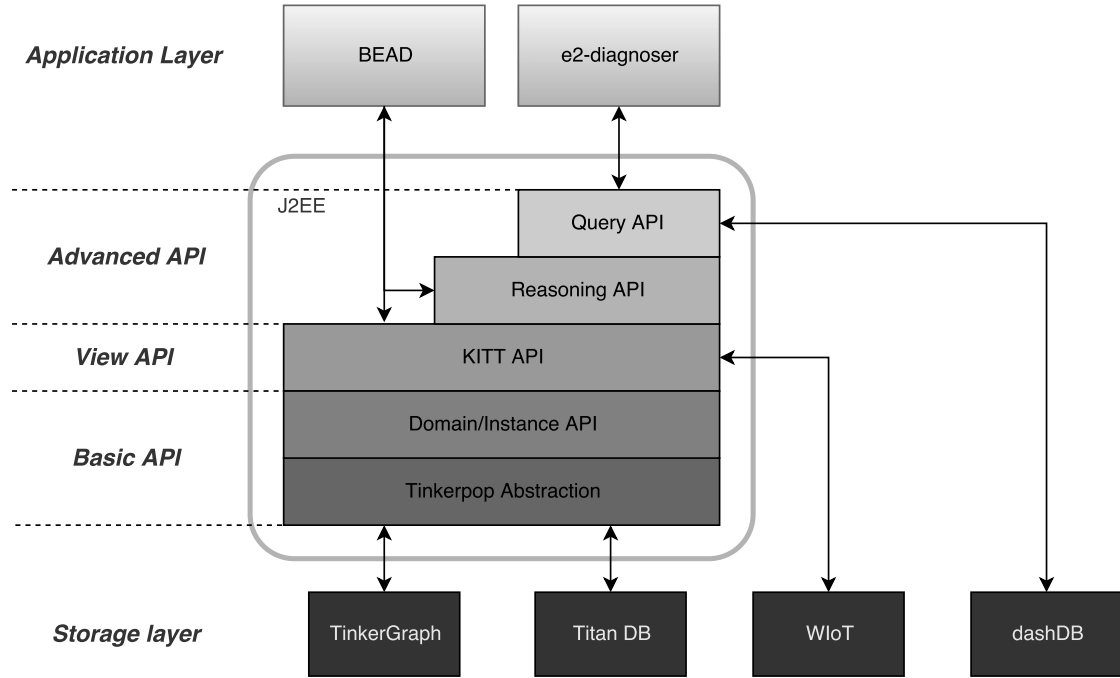 Application Layer
BEAD
e2-diagnoser
J2EE
Query API
Advanced API
Reasoning API
View API
KITT API
Domain/Instance API
Basic API
Tinkerpop Abstraction
Storage layer
TinkerGraph
Titan DB
WIoT
dashDB